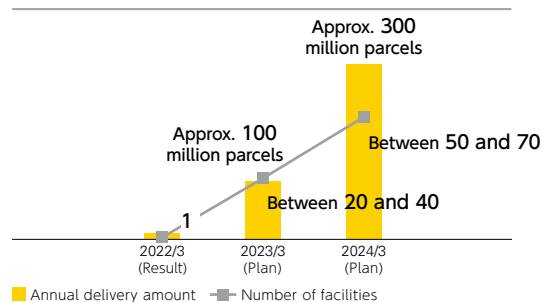 Approx. 300
million parcels
Approx. 100
million parcels
Between 50 and 70
Between 20 and 40
1
2022/3
(Result)
2023/3
(Plan)
2024/3
(Plan)
Annual delivery amount
Number of facilities